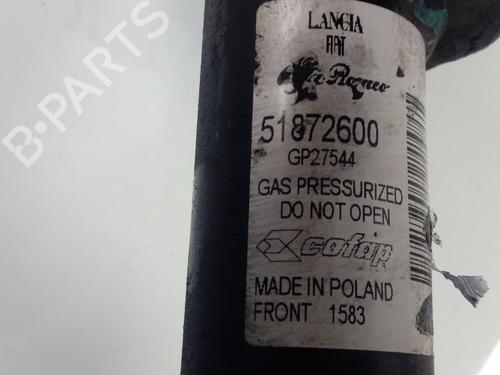 LANCIA
FIAT
Alfa Romeo
51872600
GP27544
GAS PRESSURIZED
DO NOT OPEN
cofap
MADE IN POLAND
FRONT 1583
B-PARTS